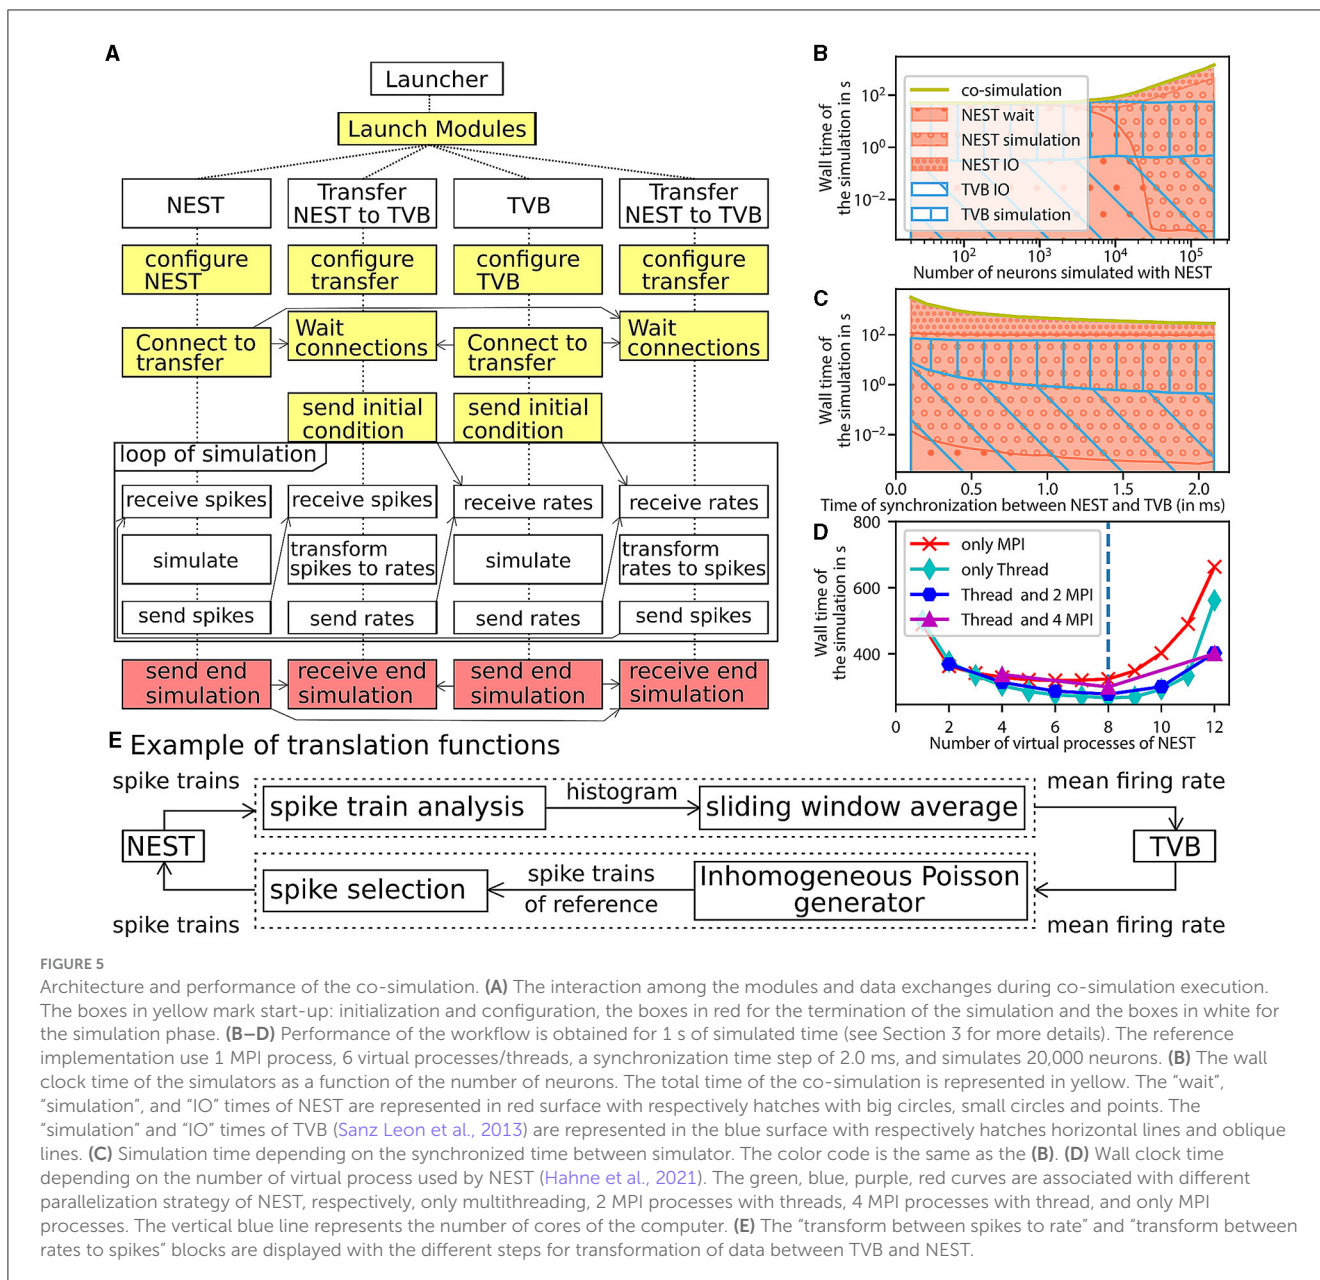 A
Launcher
Launch Modules
NEST
Transfer
NEST to TVB
TVB
Transfer
NEST to TVB
configure
NEST
configure
transfer
configure
TVB
configure
transfer
Connect to
transfer
Wait
connections
Connect to
transfer
Wait
connections
send initial
condition
send initial
condition
loop of simulation
receive spikes
receive spikes
receive rates
receive rates
simulate
transform
spikes to rates
simulate
transform
rates to spikes
send spikes
send rates
send rates
send spikes
send end
simulation
receive end
simulation
send end
simulation
receive end
simulation
B
Wall time of
the simulation in s
10²
10⁰
10⁻²
co-simulation
NEST wait
NEST simulation
NEST IO
TVB IO
TVB simulation
10² 10³ 10⁴ 10⁵
Number of neurons simulated with NEST
C
Wall time of
the simulation in s
10²
10⁰
10⁻²
0.0 0.5 1.0 1.5 2.0
Time of synchronization between NEST and TVB (in ms)
D
Wall time of
the simulation in s
800
600
400
only MPI
only Thread
Thread and 2 MPI
Thread and 4 MPI
0 2 4 6 8 10 12
Number of virtual processes of NEST
E Example of translation functions
spike trains
spike train analysis
histogram
sliding window average
mean firing rate
NEST
TVB
spike selection
spike trains
of reference
Inhomogeneous Poisson
generator
spike trains
mean firing rate
FIGURE 5
Architecture and performance of the co-simulation. (A) The interaction among the modules and data exchanges during co-simulation execution.
The boxes in yellow mark start-up: initialization and configuration, the boxes in red for the termination of the simulation and the boxes in white for
the simulation phase. (B–D) Performance of the workflow is obtained for 1 s of simulated time (see Section 3 for more details). The reference
implementation use 1 MPI process, 6 virtual processes/threads, a synchronization time step of 2.0 ms, and simulates 20,000 neurons. (B) The wall
clock time of the simulators as a function of the number of neurons. The total time of the co-simulation is represented in yellow. The “wait”,
“simulation”, and “IO” times of NEST are represented in red surface with respectively hatches with big circles, small circles and points. The
“simulation” and “IO” times of TVB (Sanz Leon et al., 2013) are represented in the blue surface with respectively hatches horizontal lines and oblique
lines. (C) Simulation time depending on the synchronized time between simulator. The color code is the same as the (B). (D) Wall clock time
depending on the number of virtual process used by NEST (Hahne et al., 2021). The green, blue, purple, red curves are associated with different
parallelization strategy of NEST, respectively, only multithreading, 2 MPI processes with threads, 4 MPI processes with thread, and only MPI
processes. The vertical blue line represents the number of cores of the computer. (E) The “transform between spikes to rate” and “transform between
rates to spikes” blocks are displayed with the different steps for transformation of data between TVB and NEST.